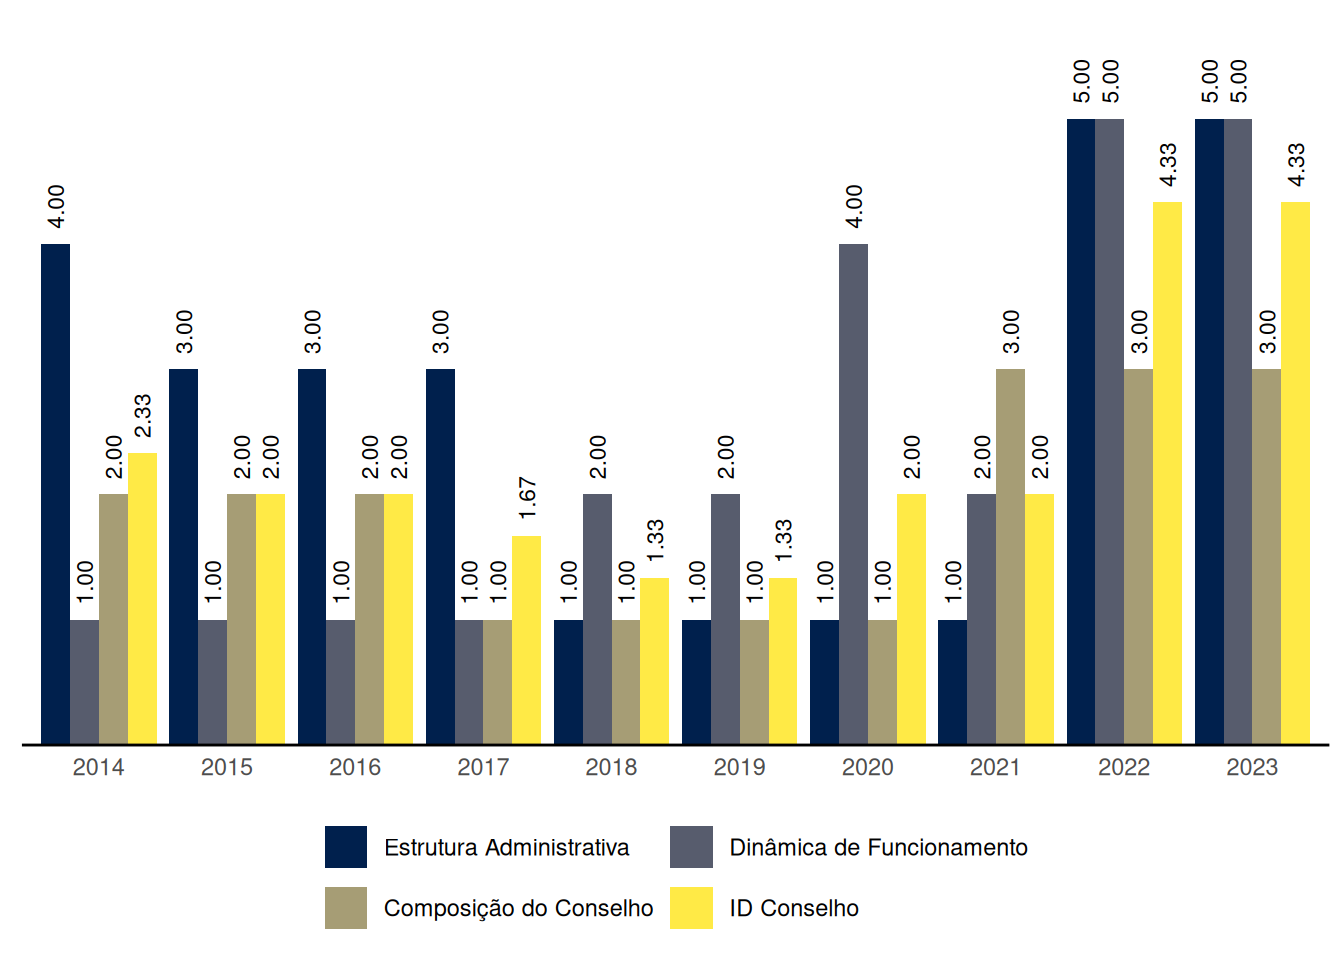 5.00 5.00 5.00 5.00
4.33 4.33
4.00 4.00
3.00 3.00 3.00 3.00 3.00 3.00
2.33
2.00 2.00 2.00 2.00 2.00 2.00 2.00 2.00 2.00 2.00
1.67
1.33 1.33
1.00 1.00 1.00 1.00 1.00 1.00 1.00 1.00 1.00 1.00 1.00 1.00
2014 2015 2016 2017 2018 2019 2020 2021 2022 2023
Estrutura Administrativa Dinâmica de Funcionamento
Composição do Conselho ID Conselho